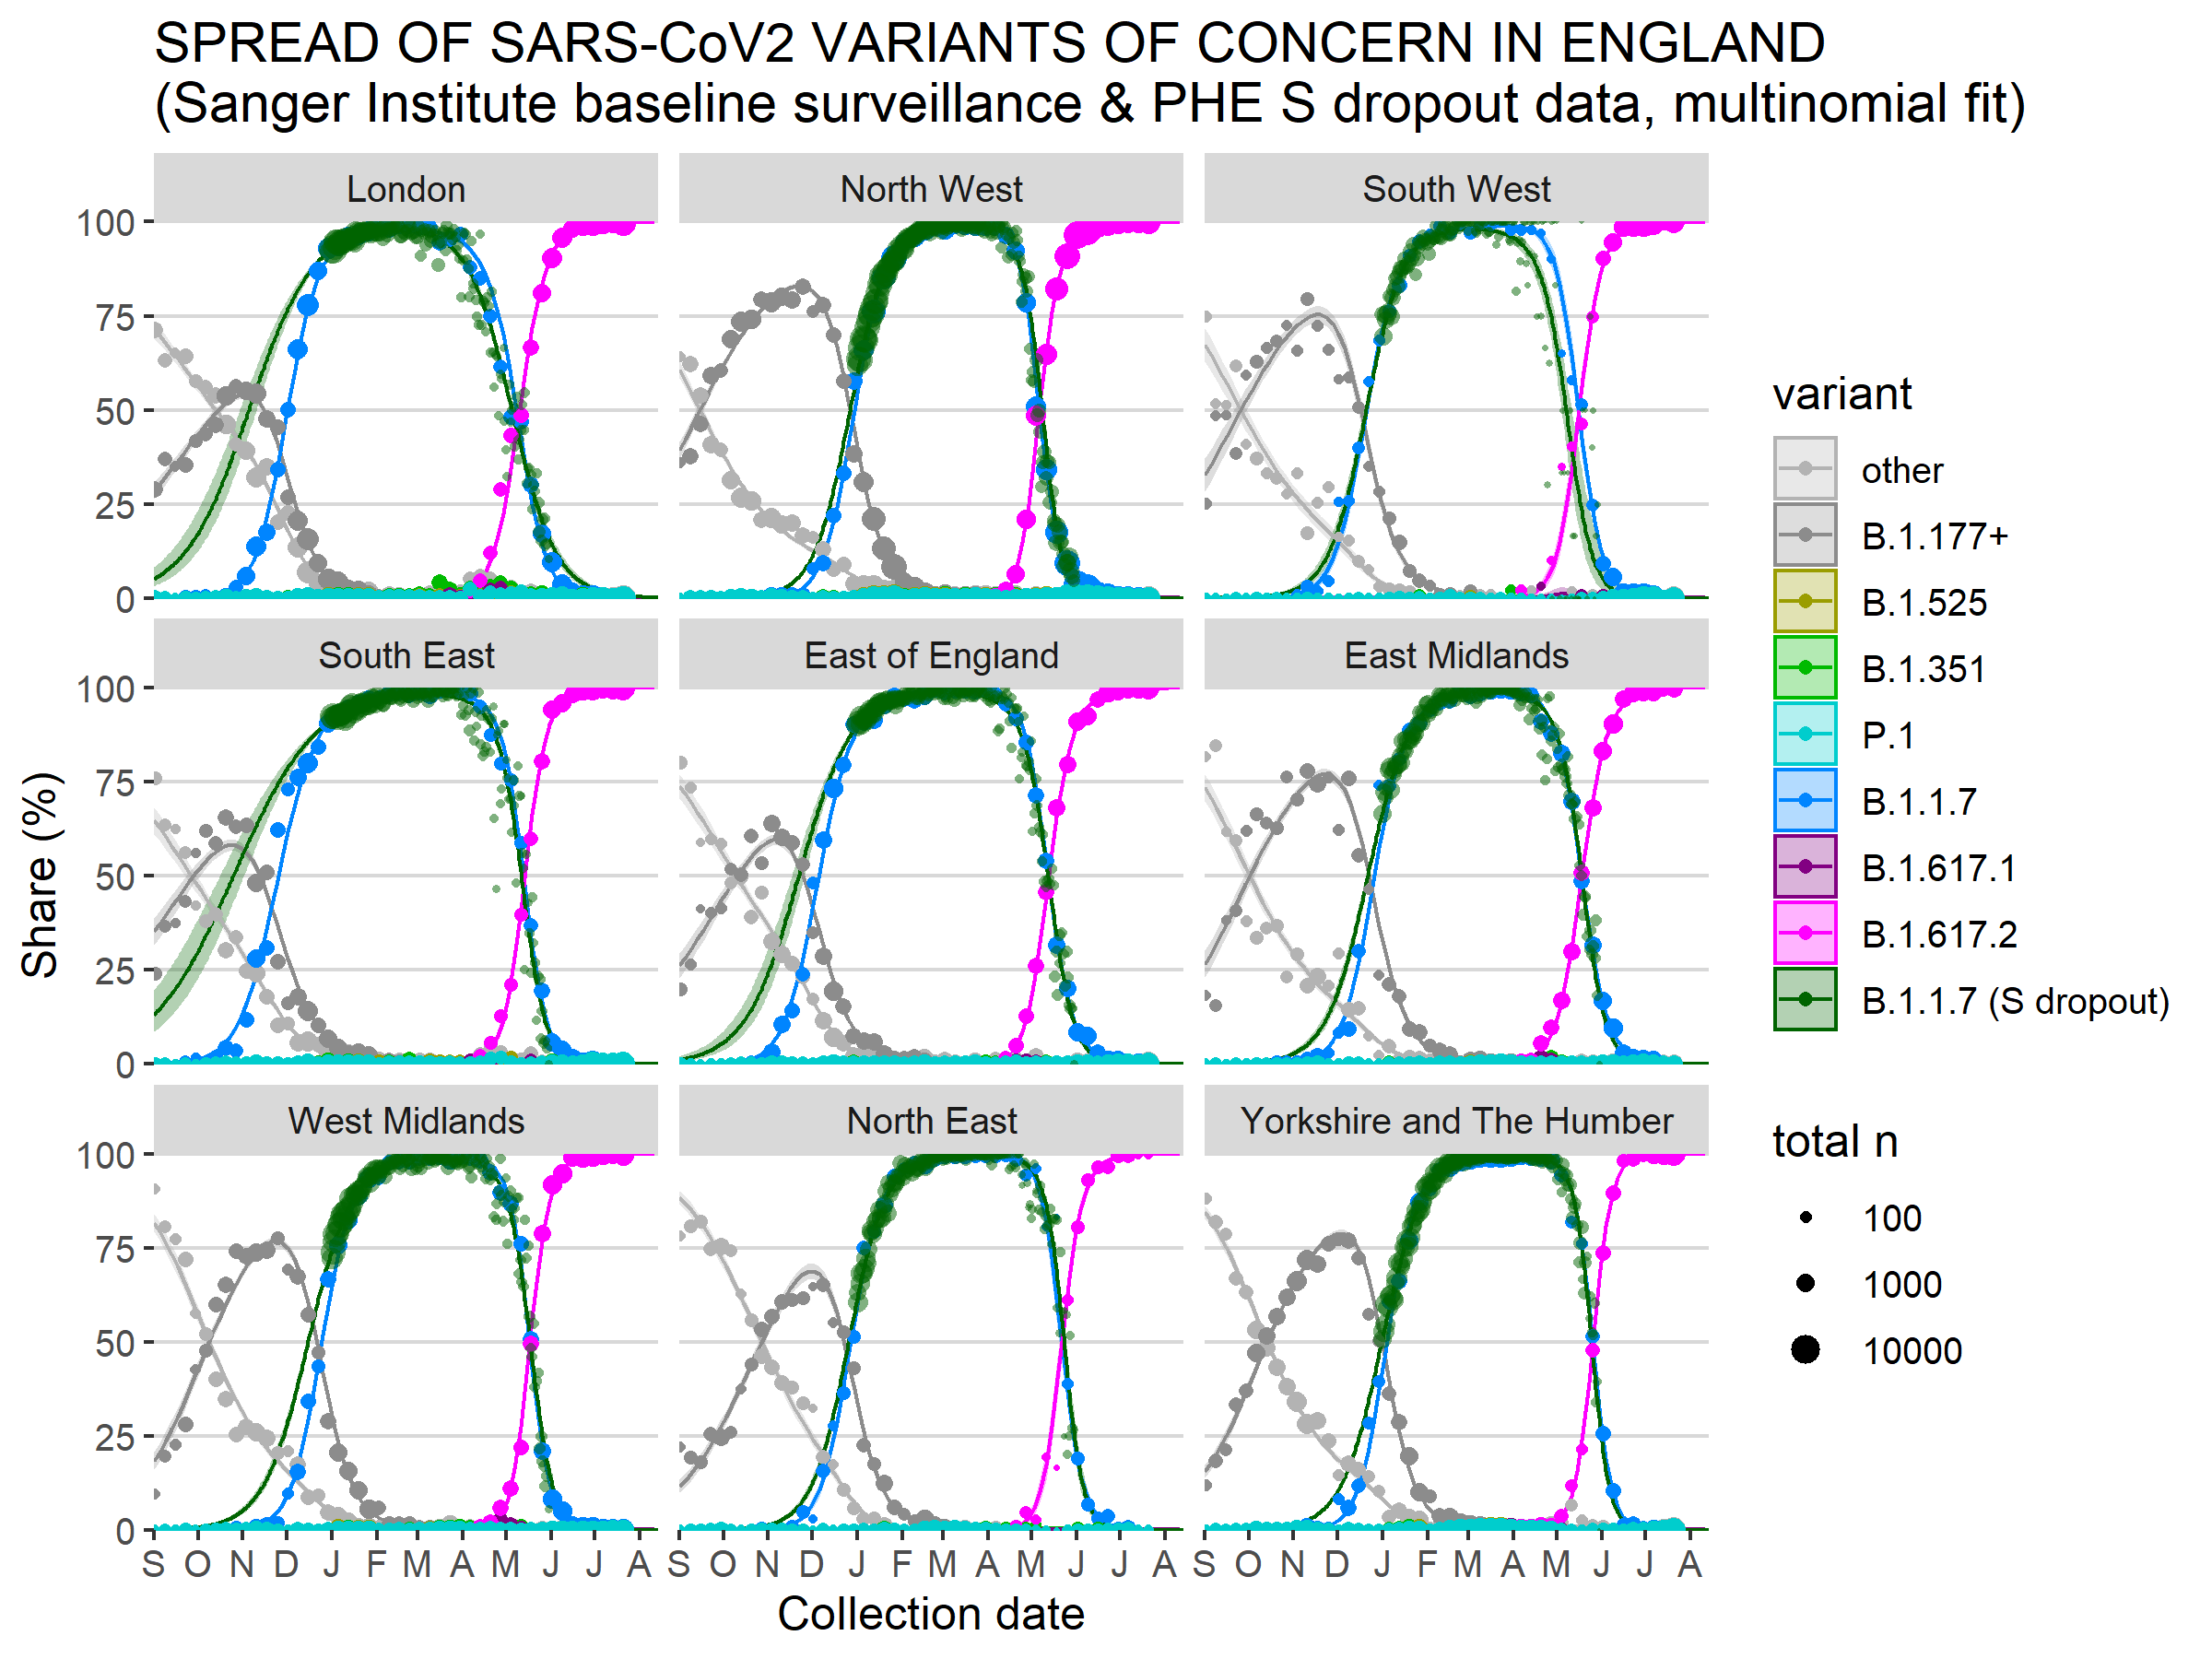 SPREAD OF SARS-CoV2 VARIANTS OF CONCERN IN ENGLAND
(Sanger Institute baseline surveillance & PHE S dropout data, multinomial fit)
London
North West
South West
100
75
50
25
0
South East
East of England
East Midlands
100
75
50
25
0
West Midlands
North East
Yorkshire and The Humber
100
75
50
25
0
S O N D J F M A M J J A
S O N D J F M A M J J A
S O N D J F M A M J J A
Share (%)
Collection date
variant
other
B.1.177+
B.1.525
B.1.351
P.1
B.1.1.7
B.1.617.1
B.1.617.2
B.1.1.7 (S dropout)
total n
100
1000
10000